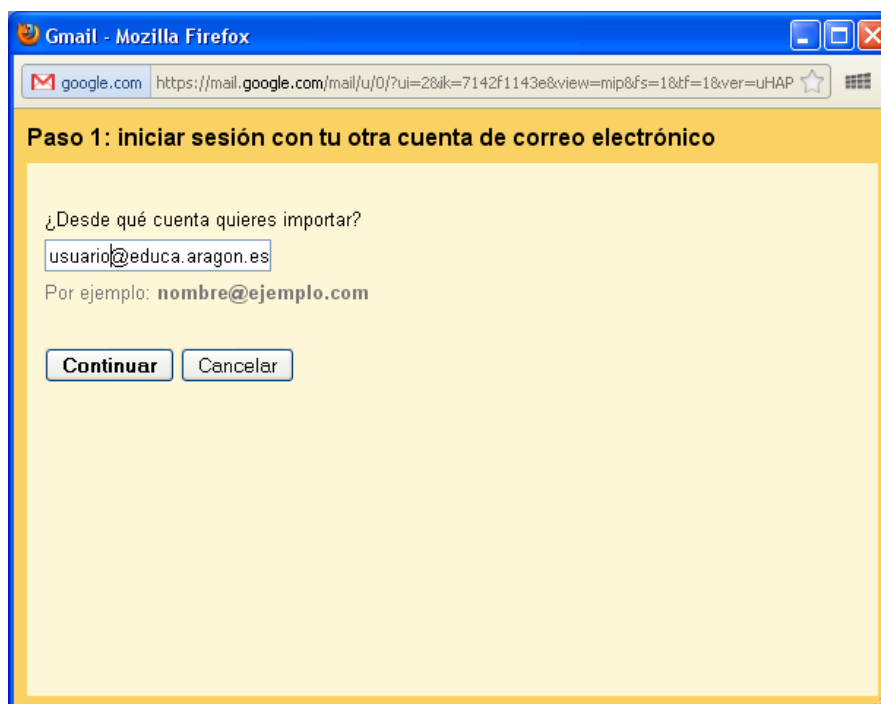 Gmail - Mozilla Firefox
google.com https://mail.google.com/mail/u/0/?ui=2&ik=7142f1143e&view=mip&fs=1&tf=1&ver=uHAP
Paso 1: iniciar sesión con tu otra cuenta de correo electrónico
¿Desde qué cuenta quieres importar?
usuario@educa.aragon.es
Por ejemplo: nombre@ejemplo.com
Continuar Cancelar